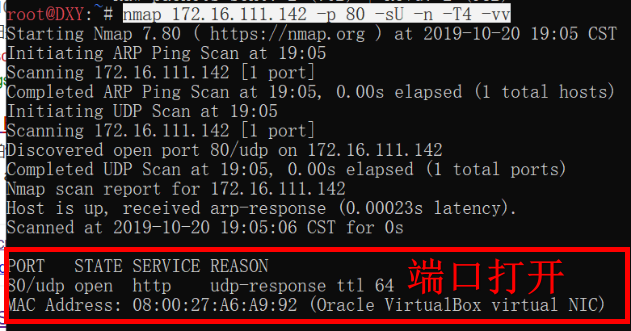 root@DXY:~# nmap 172.16.111.142 -p 80 -sU -n -T4 -vv
Starting Nmap 7.80 ( https://nmap.org ) at 2019-10-20 19:05 CST
Initiating ARP Ping Scan at 19:05
Scanning 172.16.111.142 [1 port]
Completed ARP Ping Scan at 19:05, 0.00s elapsed (1 total hosts)
Initiating UDP Scan at 19:05
Scanning 172.16.111.142 [1 port]
Discovered open port 80/udp on 172.16.111.142
Completed UDP Scan at 19:05, 0.00s elapsed (1 total ports)
Nmap scan report for 172.16.111.142
Host is up, received arp-response (0.00023s latency).
Scanned at 2019-10-20 19:05:06 CST for 0s
PORT STATE SERVICE REASON
80/udp open http udp-response ttl 64
端口打开
MAC Address: 08:00:27:A6:A9:92 (Oracle VirtualBox virtual NIC)